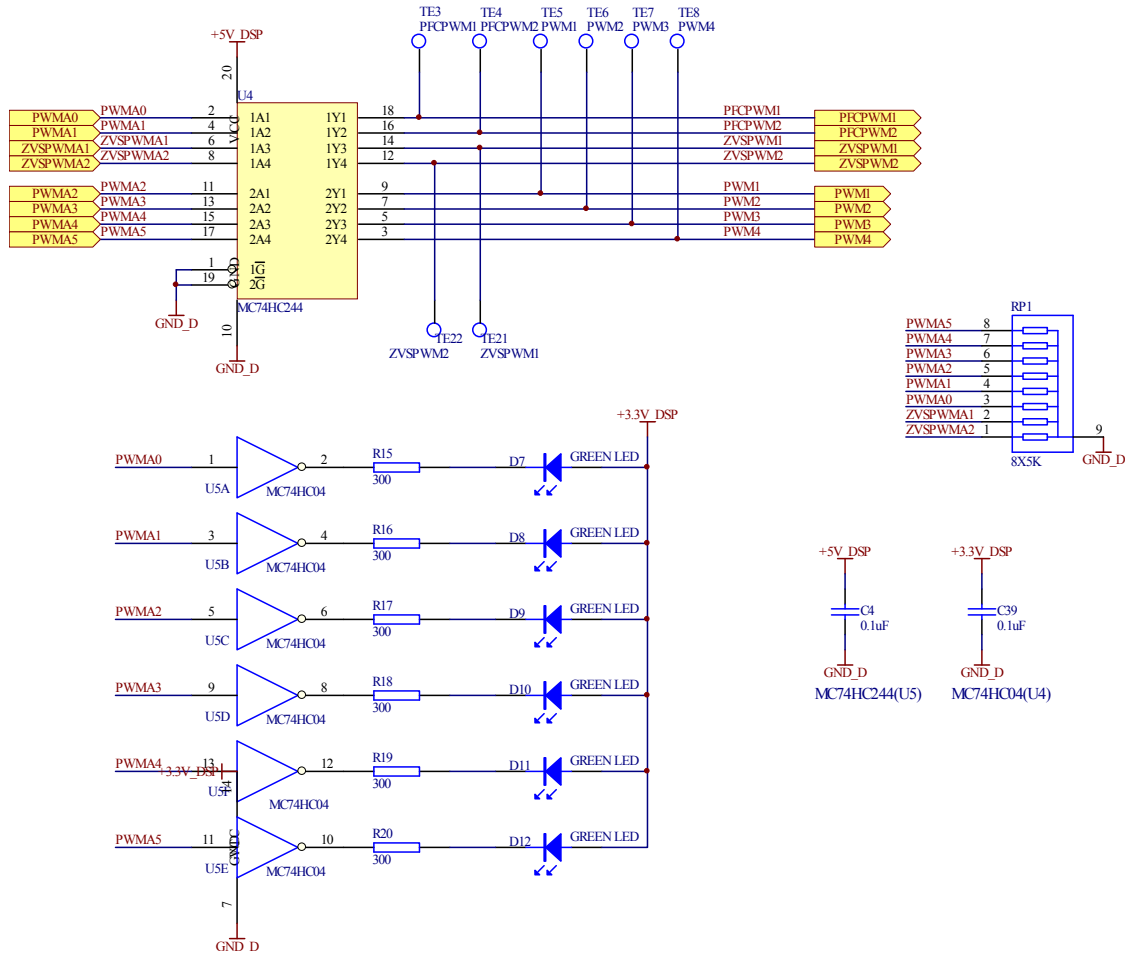 TE3 TE4 TE5 TE6 TE7 TE8
PFCPWM1 PFCPWM2 PWM1 PWM2 PWM3 PWM4
+5V_DSP
20
U4
PWMA0 PWMA0 2 1A1 1Y1 18 PFCPWM1 PFCPWM1
PWMA1 PWMA1 4 1A2 1Y2 16 PFCPWM2 PFCPWM2
ZVSPWMA1 ZVSPWMA1 6 1A3 1Y3 14 ZVSPWM1 ZVSPWM1
ZVSPWMA2 ZVSPWMA2 8 1A4 1Y4 12 ZVSPWM2 ZVSPWM2
VCC
PWMA2 PWMA2 11 2A1 2Y1 9 PWM1 PWM1
PWMA3 PWMA3 13 2A2 2Y2 7 PWM2 PWM2
PWMA4 PWMA4 15 2A3 2Y3 5 PWM3 PWM3
PWMA5 PWMA5 17 2A4 2Y4 3 PWM4 PWM4
1 1G
19 2G
GND
MC74HC244
GND_D
10
GND_D
TE22 TE21
ZVSPWM2 ZVSPWM1
RP1
PWMA5 8
PWMA4 7
PWMA3 6
PWMA2 5
PWMA1 4
PWMA0 3
ZVSPWMA1 2
ZVSPWMA2 1
9
GND_D
8X5K
+3.3V_DSP
PWMA0 1 2 R15 D7 GREEN LED
U5A MC74HC04 300
PWMA1 3 4 R16 D8 GREEN LED
U5B MC74HC04 300
PWMA2 5 6 R17 D9 GREEN LED
U5C MC74HC04 300
PWMA3 9 8 R18 D10 GREEN LED
U5D MC74HC04 300
PWMA4 13 12 R19 D11 GREEN LED
+3.3V_DSP
14
U5F MC74HC04 300
PWMA5 11 10 R20 D12 GREEN LED
U5E MC74HC04 300
7
GND_D
+5V_DSP +3.3V_DSP
C4 C39
0.1uF 0.1uF
GND_D GND_D
MC74HC244(U5) MC74HC04(U4)